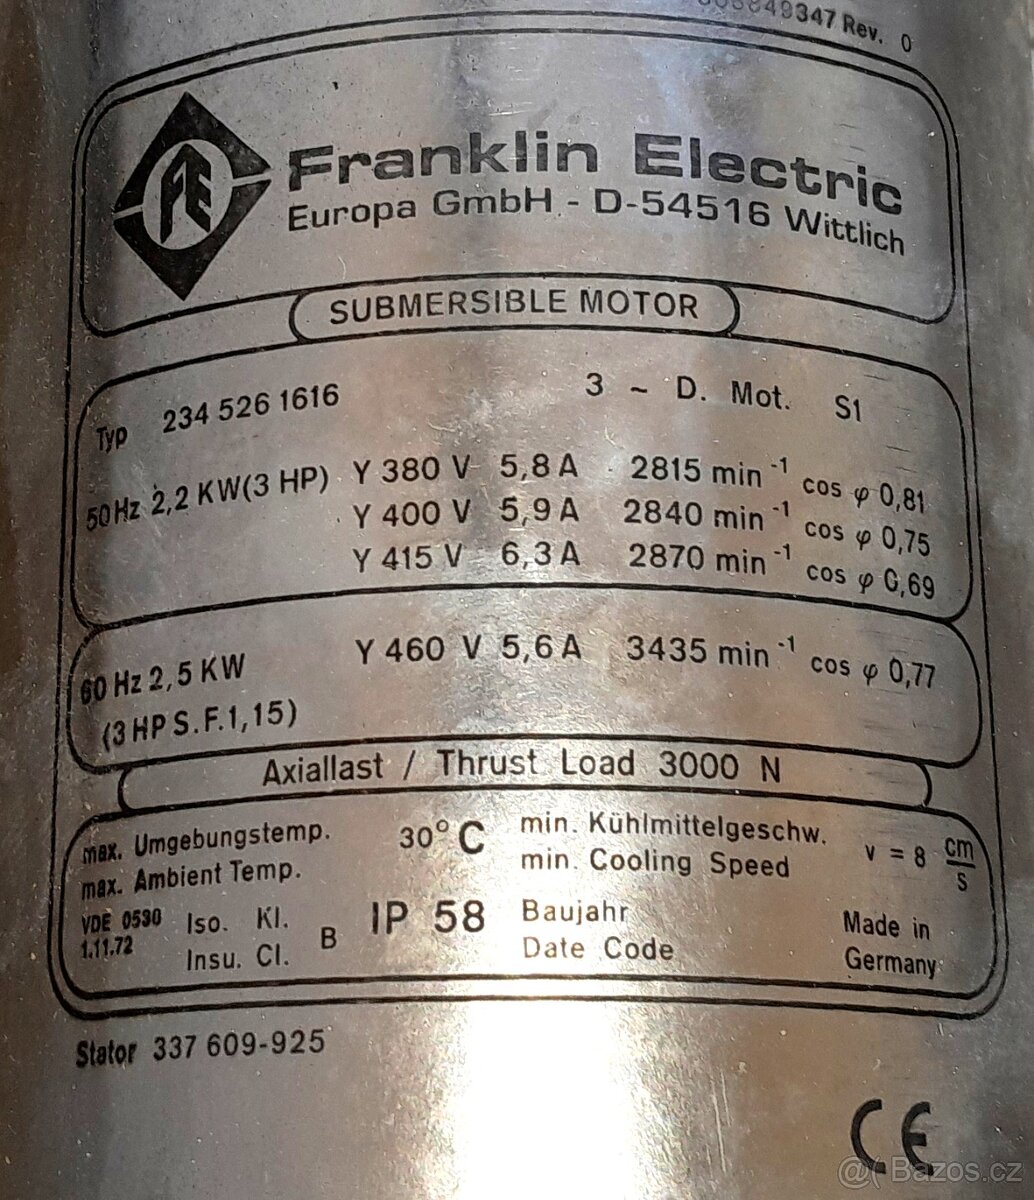 49347 Rev. 0
FE
Franklin Electric
Europa GmbH - D-54516 Wittlich
SUBMERSIBLE MOTOR
Typ 234 526 1616 3 ~ D. Mot. S1
50Hz 2,2 KW(3 HP) Y 380 V 5,8 A 2815 min⁻¹ cos φ 0,81
Y 400 V 5,9 A 2840 min⁻¹ cos φ 0,75
Y 415 V 6,3 A 2870 min⁻¹ cos φ 0,69
60 Hz 2,5 KW Y 460 V 5,6 A 3435 min⁻¹ cos φ 0,77
(3 HP S.F.1,15)
Axiallast / Thrust Load 3000 N
max. Umgebungstemp. 30°C min. Kühlmittelgeschw. v = 8 cm/s
max. Ambient Temp. min. Cooling Speed
VDE 0530 Iso. Kl. B IP 58 Baujahr Made in
1.11.72 Insu. Cl. Date Code Germany
Stator 337 609-925
CE
@( Bazos.cz